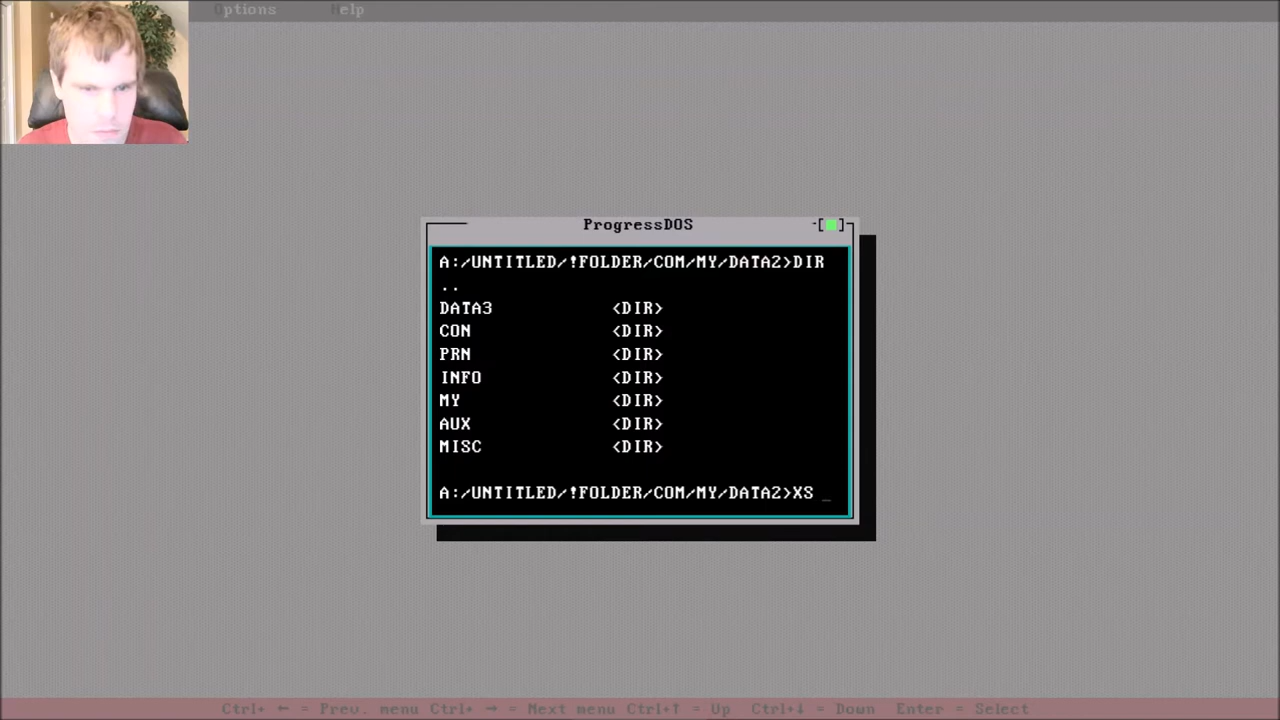 Options Help
ProgressDOS
A:/UNTITLED/!FOLDER/COM/MY/DATA2>DIR
..
DATA3 <DIR>
CON <DIR>
PRN <DIR>
INFO <DIR>
MY <DIR>
AUX <DIR>
MISC <DIR>
A:/UNTITLED/!FOLDER/COM/MY/DATA2>XS _
Ctrl+ ← = Prev. menu Ctrl+ → = Next menu Ctrl+↑ = Up Ctrl+↓ = Down Enter = Select